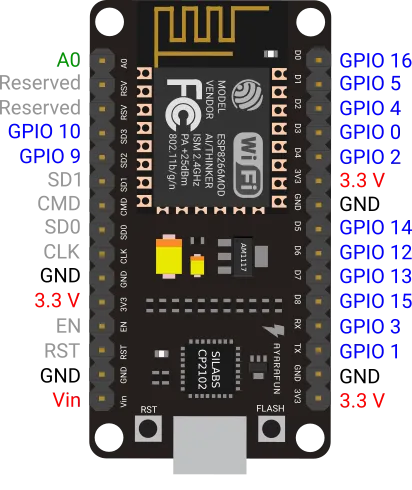 A0
Reserved
Reserved
GPIO 10
GPIO 9
SD1
CMD
SD0
CLK
GND
3.3 V
EN
RST
GND
Vin
A0
RSV
RSV
SD3
SD2
SD1
CMD
SD0
CLK
GND
3V3
EN
RST
GND
Vin
MODEL
VENDOR
ESP8266MOD
AI/THINKER
ISM 2.4GHz
PA +25dBm
802.11b/g/n
FC
Wi Fi
AM1117
SILABS
CP2102
AYARAFUN
RST
FLASH
D0
D1
D2
D3
D4
3V3
GND
D5
D6
D7
D8
RX
TX
GND
3V3
GPIO 16
GPIO 5
GPIO 4
GPIO 0
GPIO 2
3.3 V
GND
GPIO 14
GPIO 12
GPIO 13
GPIO 15
GPIO 3
GPIO 1
GND
3.3 V